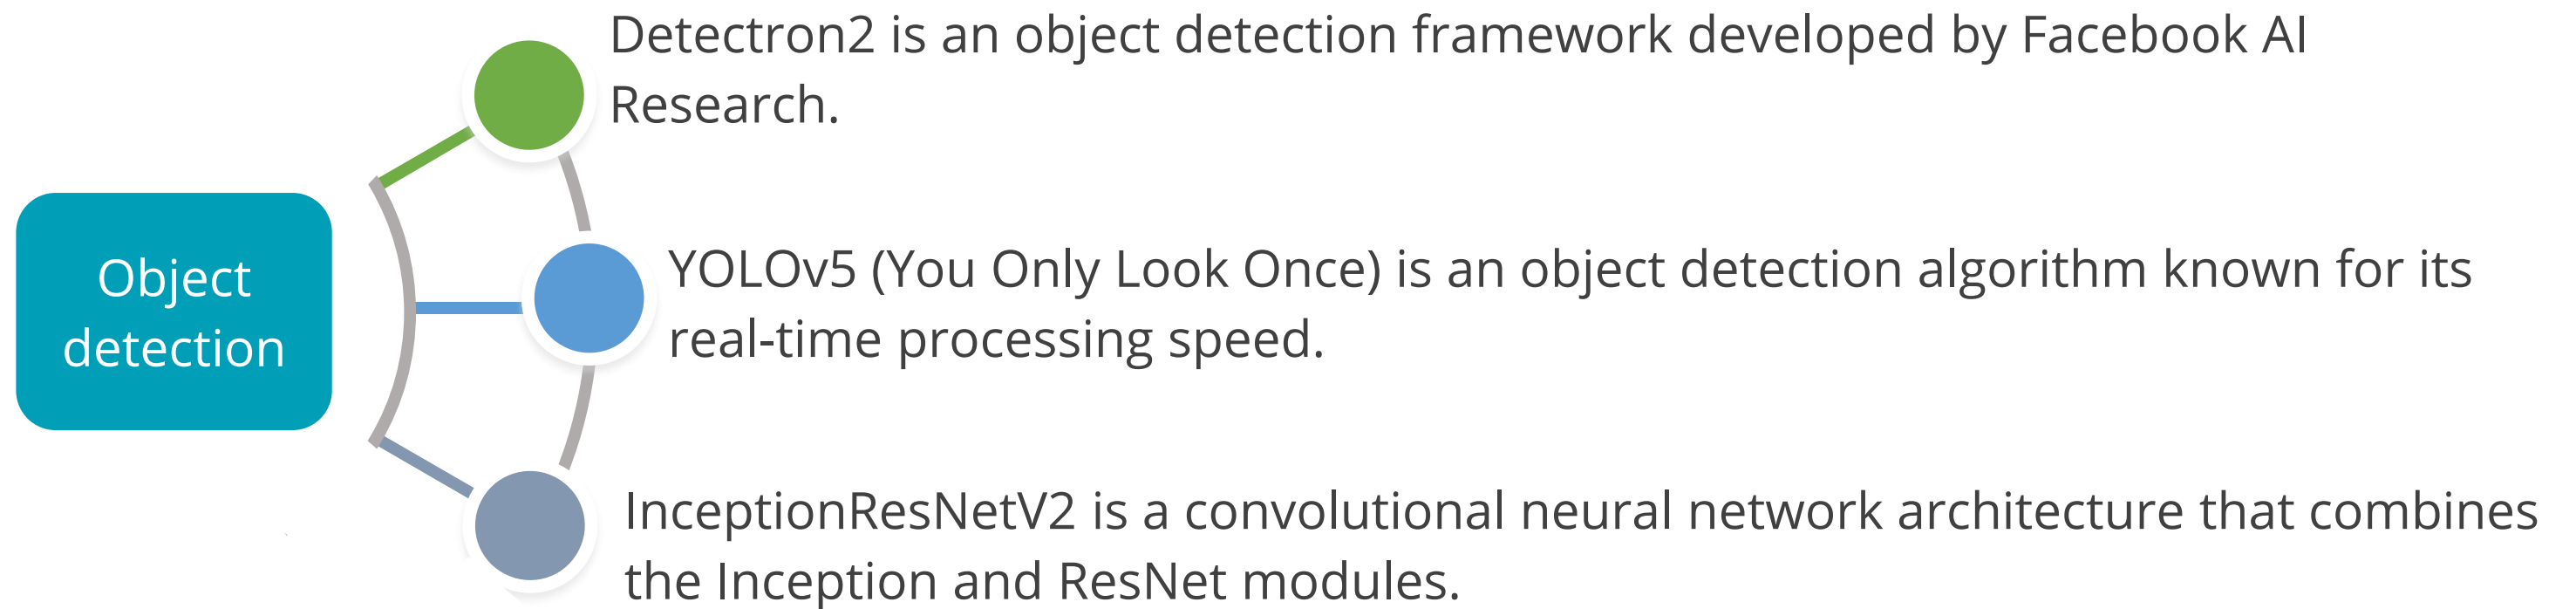 Object
detection
Detectron2 is an object detection framework developed by Facebook AI
Research.
YOLOv5 (You Only Look Once) is an object detection algorithm known for its
real-time processing speed.
InceptionResNetV2 is a convolutional neural network architecture that combines
the Inception and ResNet modules.